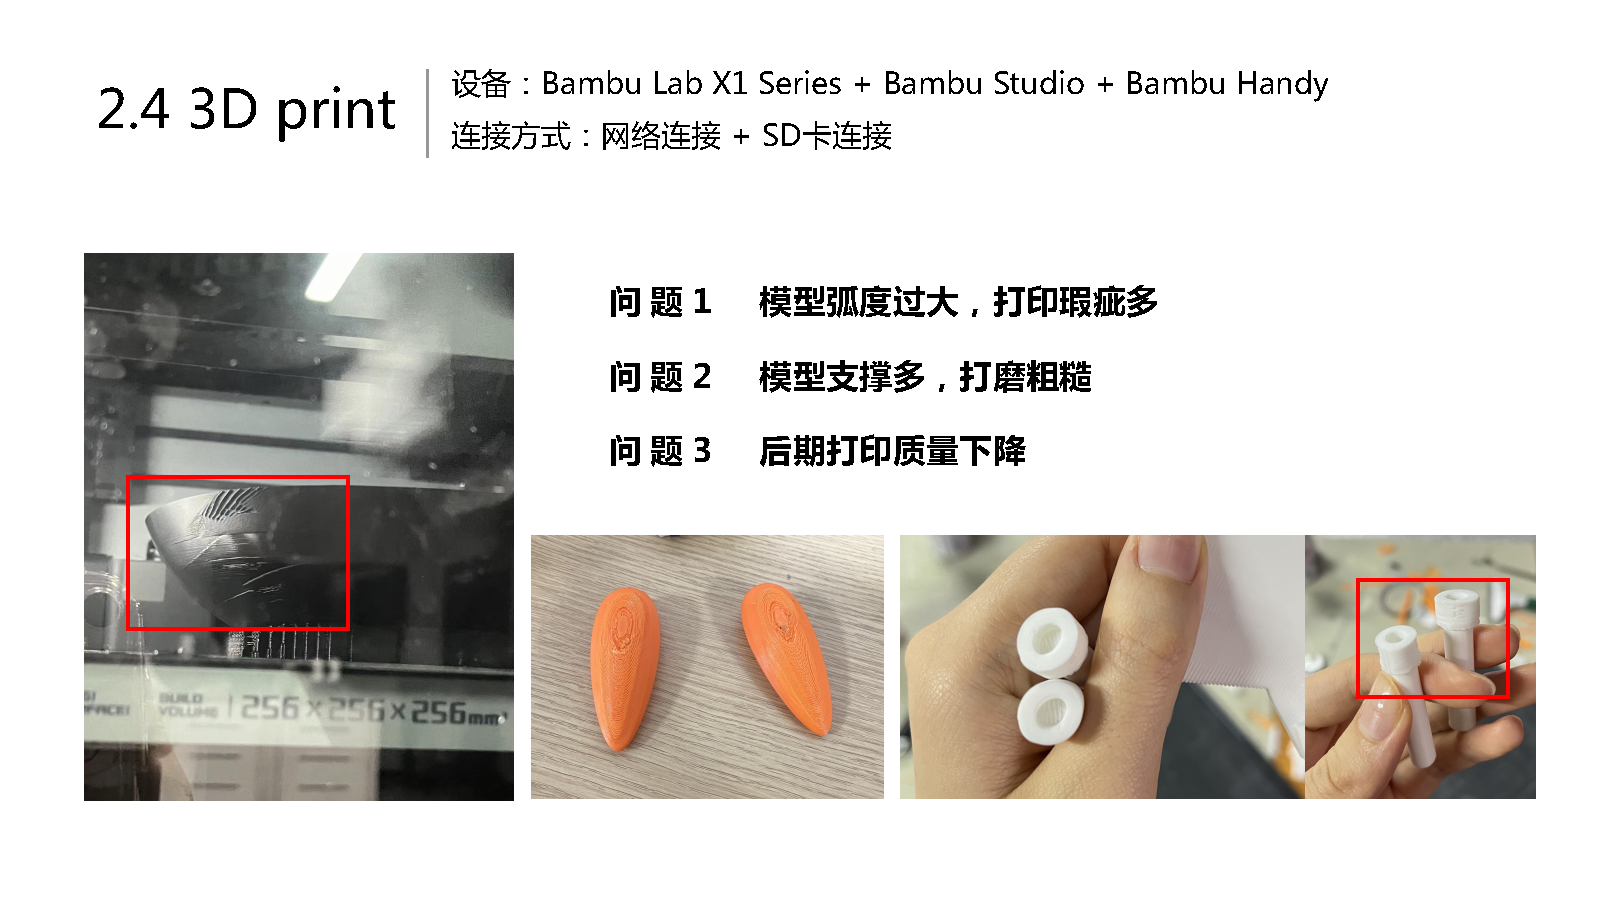 2.4 3D print
设备：Bambu Lab X1 Series + Bambu Studio + Bambu Handy
连接方式：网络连接 + SD卡连接
问 题 1 模型弧度过大，打印瑕疵多
问 题 2 模型支撑多，打磨粗糙
问 题 3 后期打印质量下降
BUILD
VOLUME
256×256×256mm³